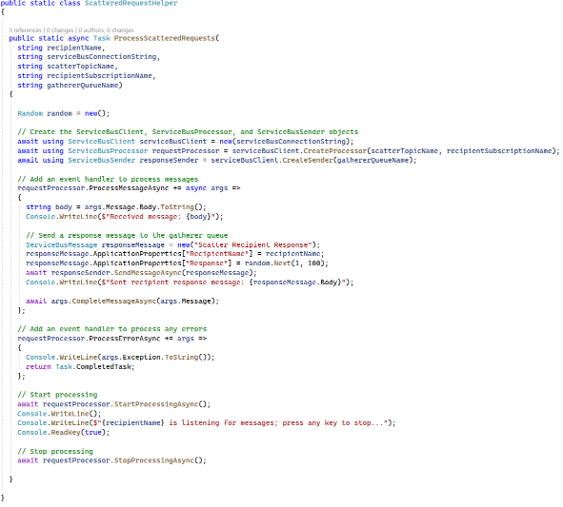 public static class ScatteredRequestHelper
{
3 references | 0 changes | 0 authors, 0 changes
public static async Task ProcessScatteredRequests(
string recipientName,
string serviceBusConnectionString,
string scatterTopicName,
string recipientSubscriptionName,
string gathererQueueName)
{
Random random = new();
// Create the ServiceBusClient, ServiceBusProcessor, and ServiceBusSender objects
await using ServiceBusClient serviceBusClient = new(serviceBusConnectionString);
await using ServiceBusProcessor requestProcessor = serviceBusClient.CreateProcessor(scatterTopicName, recipientSubscriptionName);
await using ServiceBusSender responseSender = serviceBusClient.CreateSender(gathererQueueName);
// Add an event handler to process messages
requestProcessor.ProcessMessageAsync += async args =>
{
string body = args.Message.Body.ToString();
Console.WriteLine($"Received message: {body}");
// Send a response message to the gatherer queue
ServiceBusMessage responseMessage = new("Scatter Recipient Response");
responseMessage.ApplicationProperties["RecipientName"] = recipientName;
responseMessage.ApplicationProperties["Response"] = random.Next(1, 100);
await responseSender.SendMessageAsync(responseMessage);
Console.WriteLine($"Sent recipient response message: {responseMessage.Body}");
await args.CompleteMessageAsync(args.Message);
};
// Add an event handler to process any errors
requestProcessor.ProcessErrorAsync += args =>
{
Console.WriteLine(args.Exception.ToString());
return Task.CompletedTask;
};
// Start processing
await requestProcessor.StartProcessingAsync();
Console.WriteLine();
Console.WriteLine($"{recipientName} is listening for messages; press any key to stop...");
Console.ReadKey(true);
// Stop processing
await requestProcessor.StopProcessingAsync();
}
}